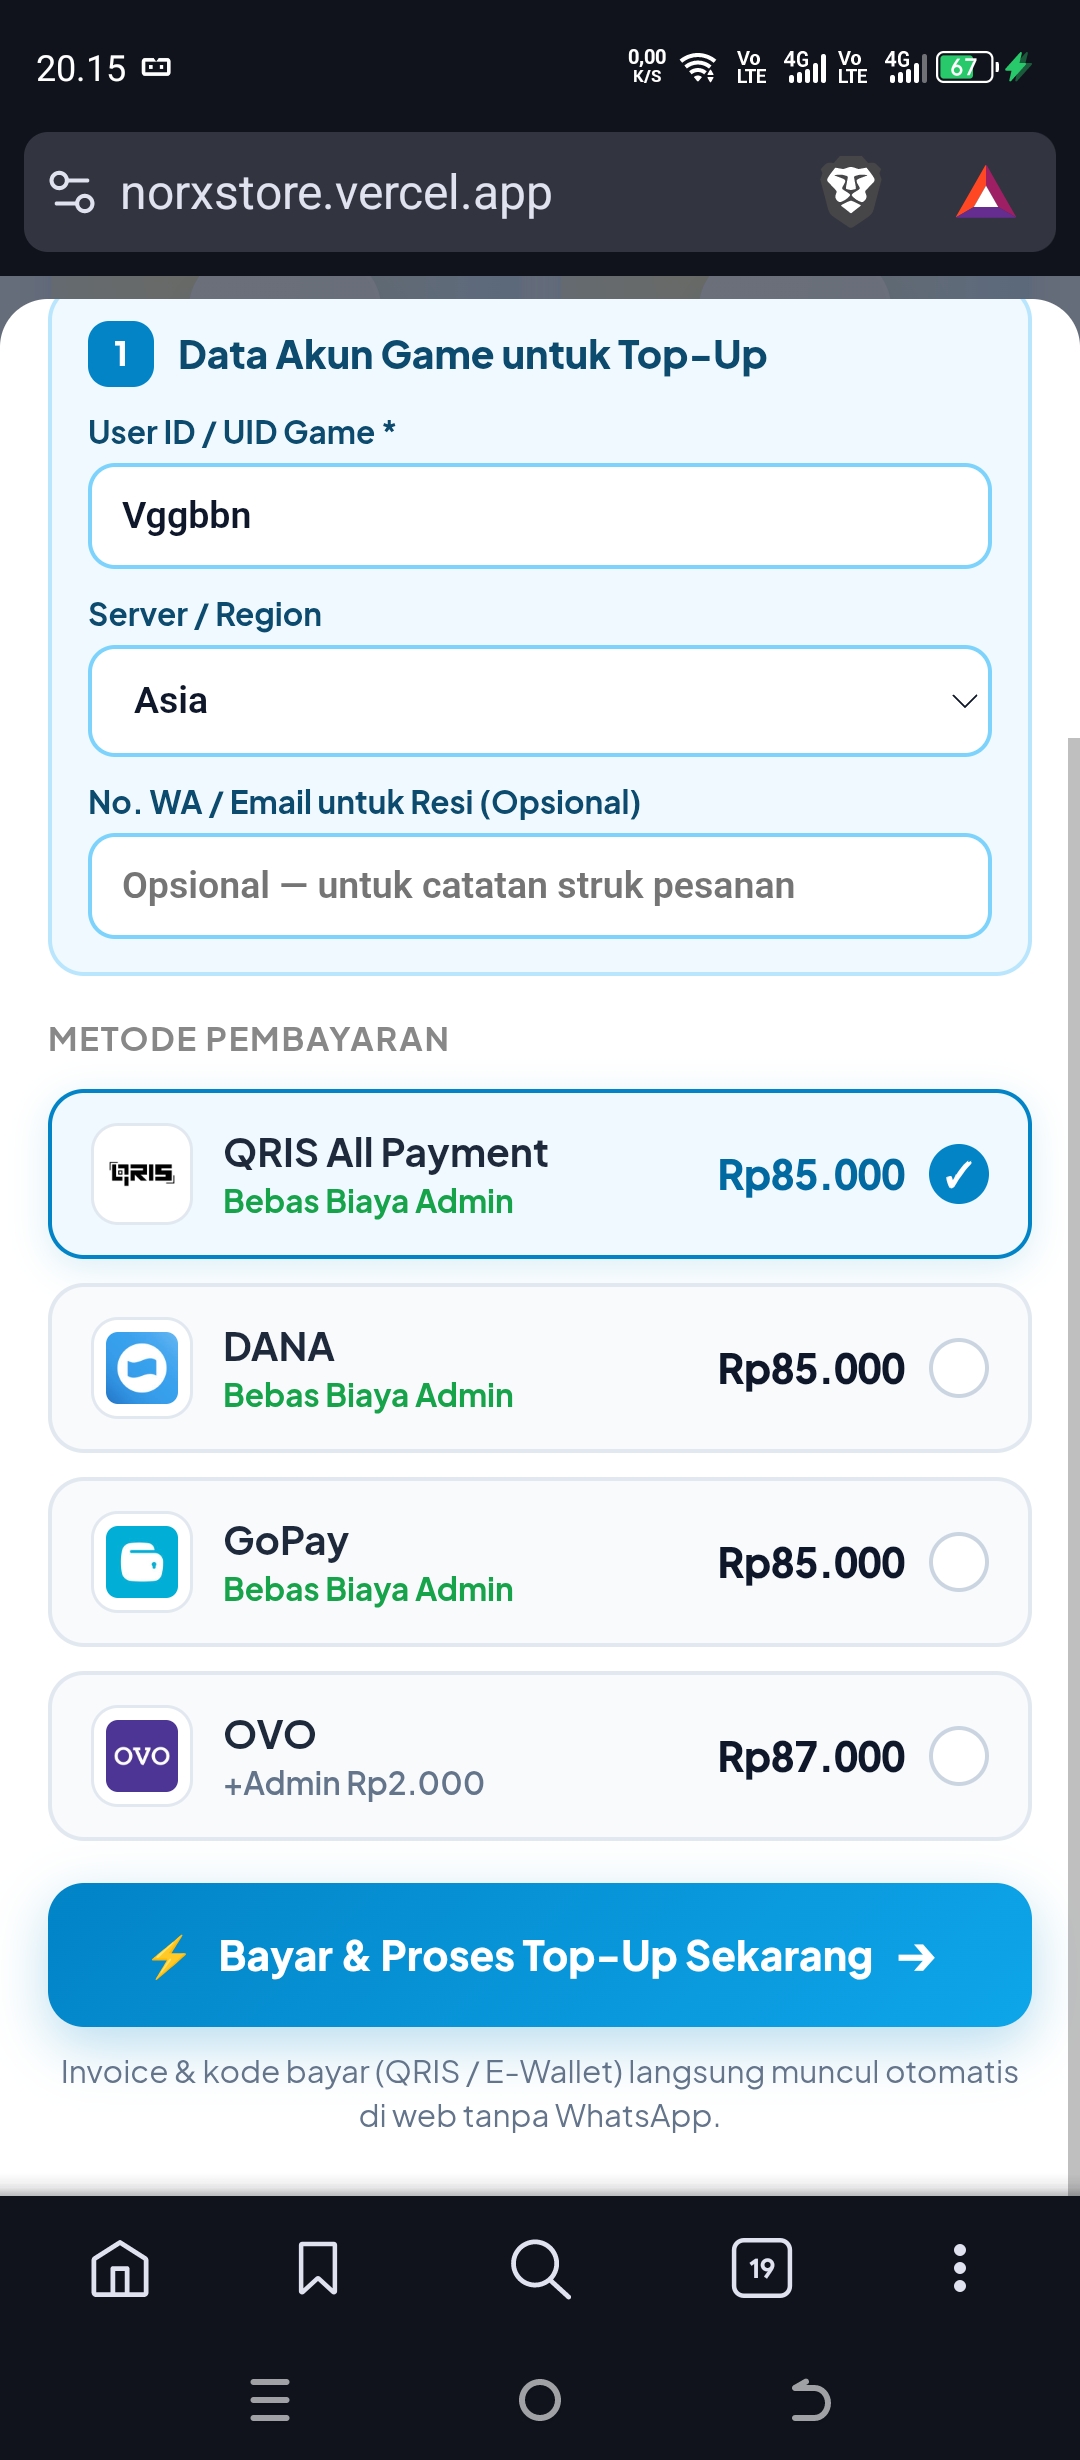 20.15
0,00
K/S
Vo
LTE
4G
Vo
LTE
4G
67
norxstore.vercel.app
1
Data Akun Game untuk Top-Up
User ID / UID Game *
Vggbbn
Server / Region
Asia
No. WA / Email untuk Resi (Opsional)
Opsional — untuk catatan struk pesanan
METODE PEMBAYARAN
QRIS
QRIS All Payment
Bebas Biaya Admin
Rp85.000
DANA
Bebas Biaya Admin
Rp85.000
GoPay
Bebas Biaya Admin
Rp85.000
OVO
OVO
+Admin Rp2.000
Rp87.000
⚡ Bayar & Proses Top-Up Sekarang →
Invoice & kode bayar (QRIS / E-Wallet) langsung muncul otomatis
di web tanpa WhatsApp.
19